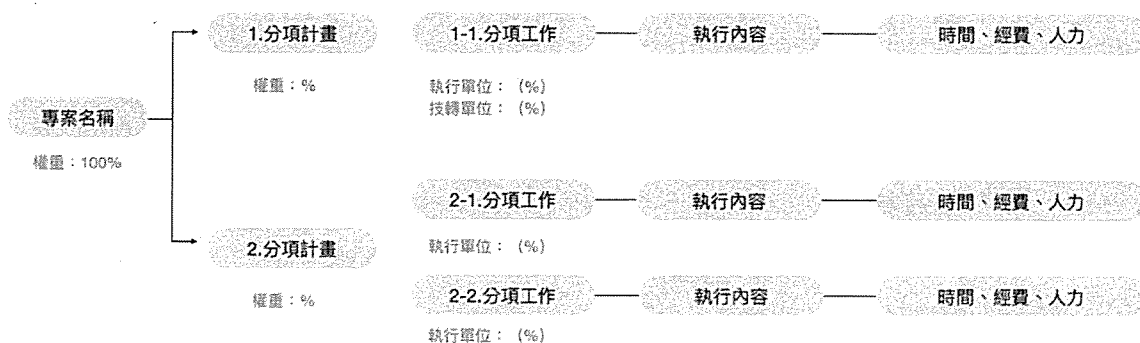 1.分項計畫
權重：%
1-1.分項工作
執行單位：（%）
技轉單位：（%）
執行內容
時間、經費、人力
專案名稱
權重：100%
2-1.分項工作
執行單位：（%）
執行內容
時間、經費、人力
2.分項計畫
權重：%
2-2.分項工作
執行單位：（%）
執行內容
時間、經費、人力